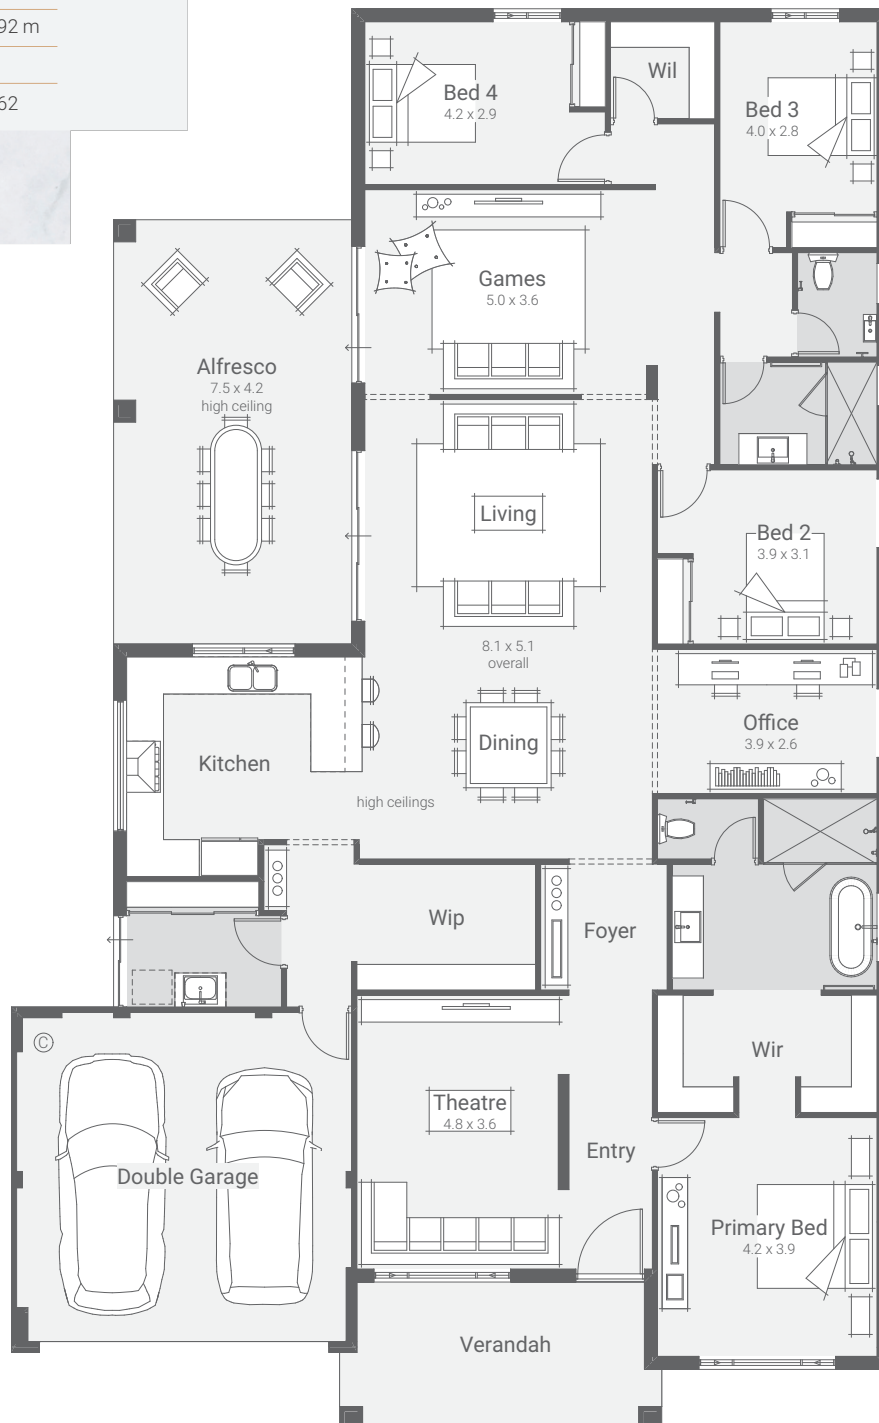 92 m
62
Wil
Bed 4
4.2 x 2.9
Bed 3
4.0 x 2.8
Games
5.0 x 3.6
Alfresco
7.5 x 4.2
high ceiling
Living
Bed 2
3.9 x 3.1
8.1 x 5.1
overall
Office
3.9 x 2.6
Dining
Kitchen
high ceilings
Wip
Foyer
C
Wir
Theatre
4.8 x 3.6
Entry
Double Garage
Primary Bed
4.2 x 3.9
Verandah